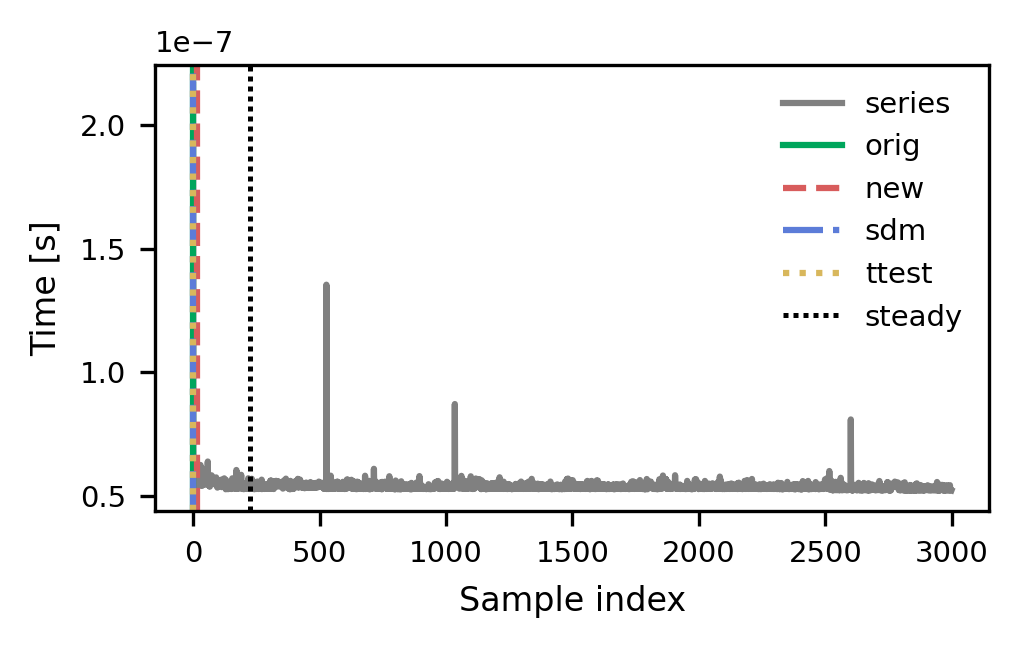 1e−7
Time [s]
2.0
1.5
1.0
0.5
0
500
1000
1500
2000
2500
3000
Sample index
series
orig
new
sdm
ttest
steady